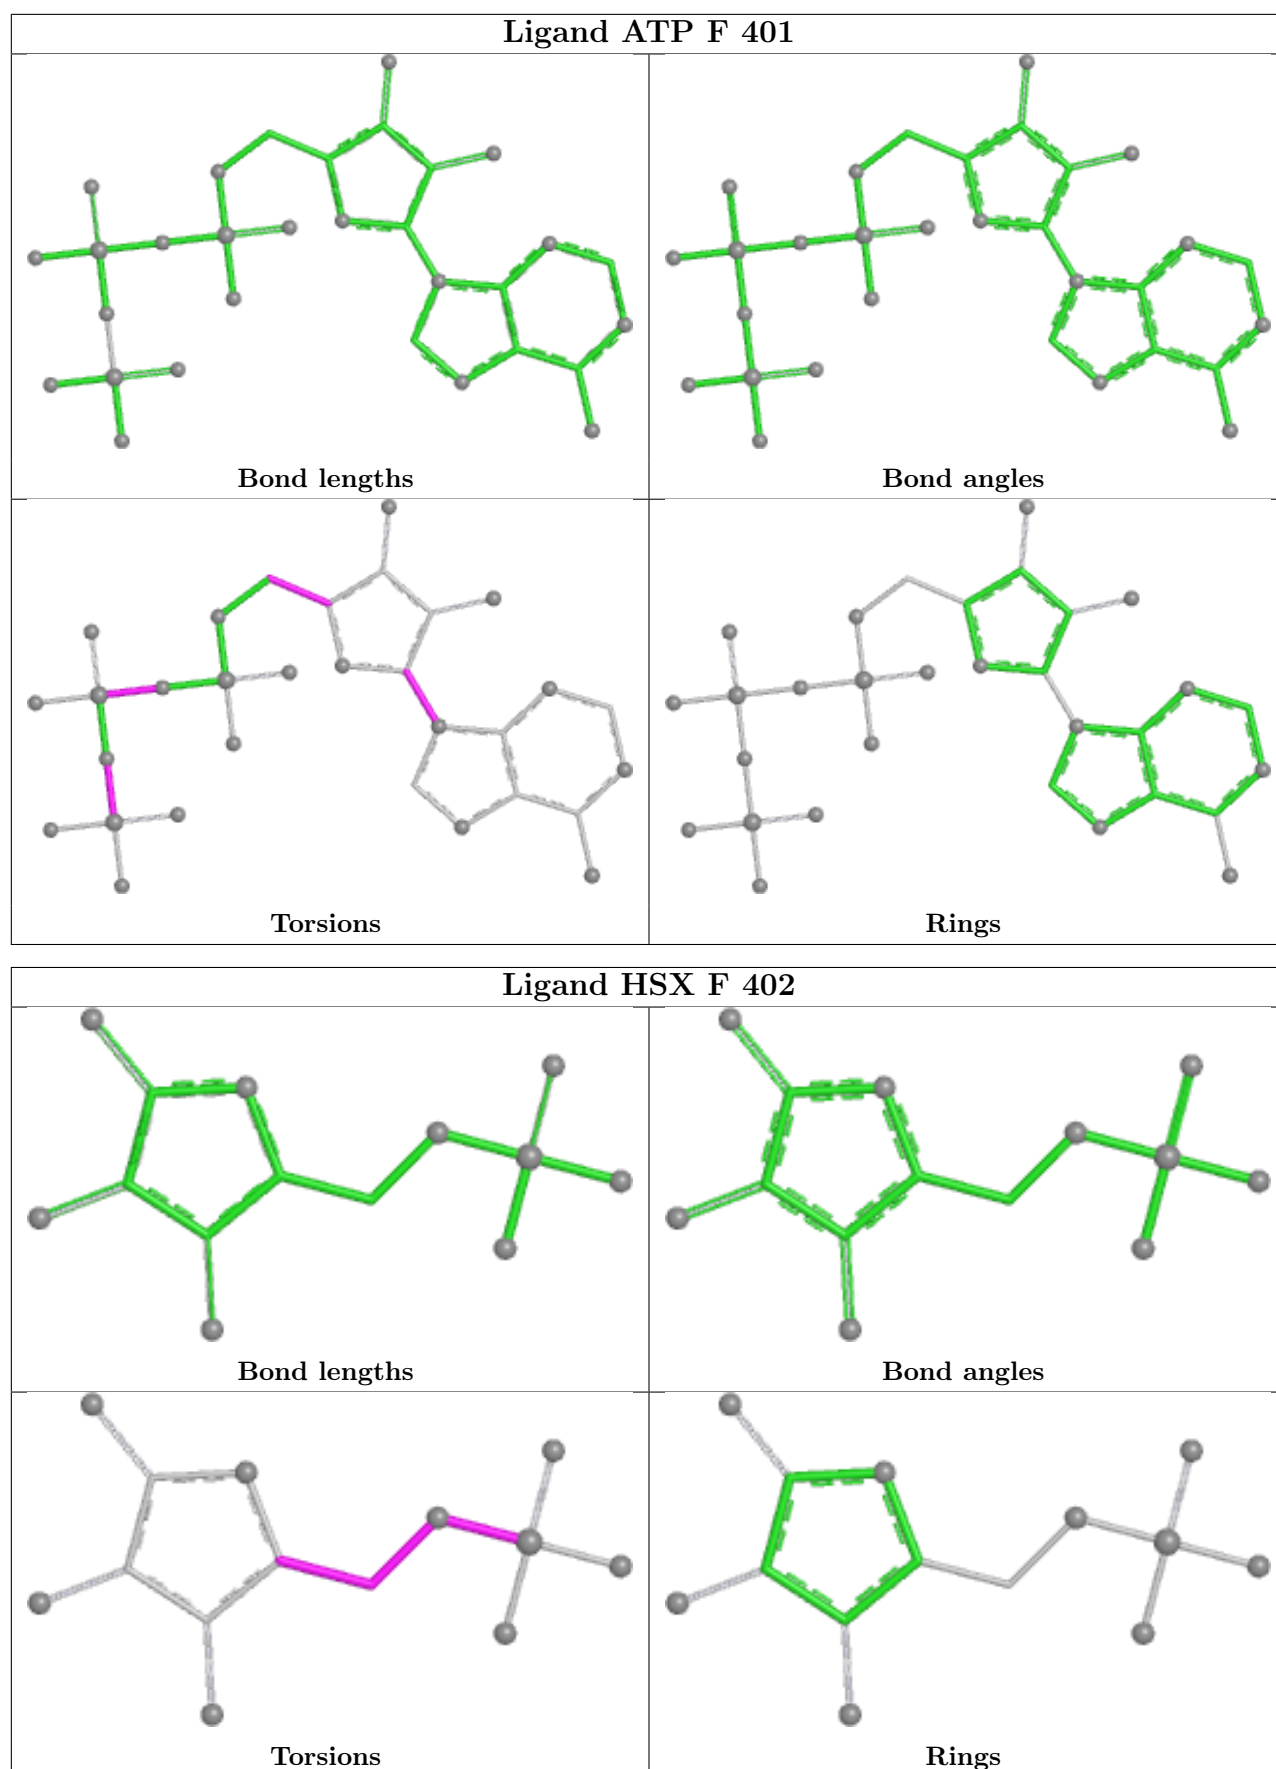 Ligand ATP F 401
Bond lengths
Bond angles
Torsions
Rings
Ligand HSX F 402
Bond lengths
Bond angles
Torsions
Rings